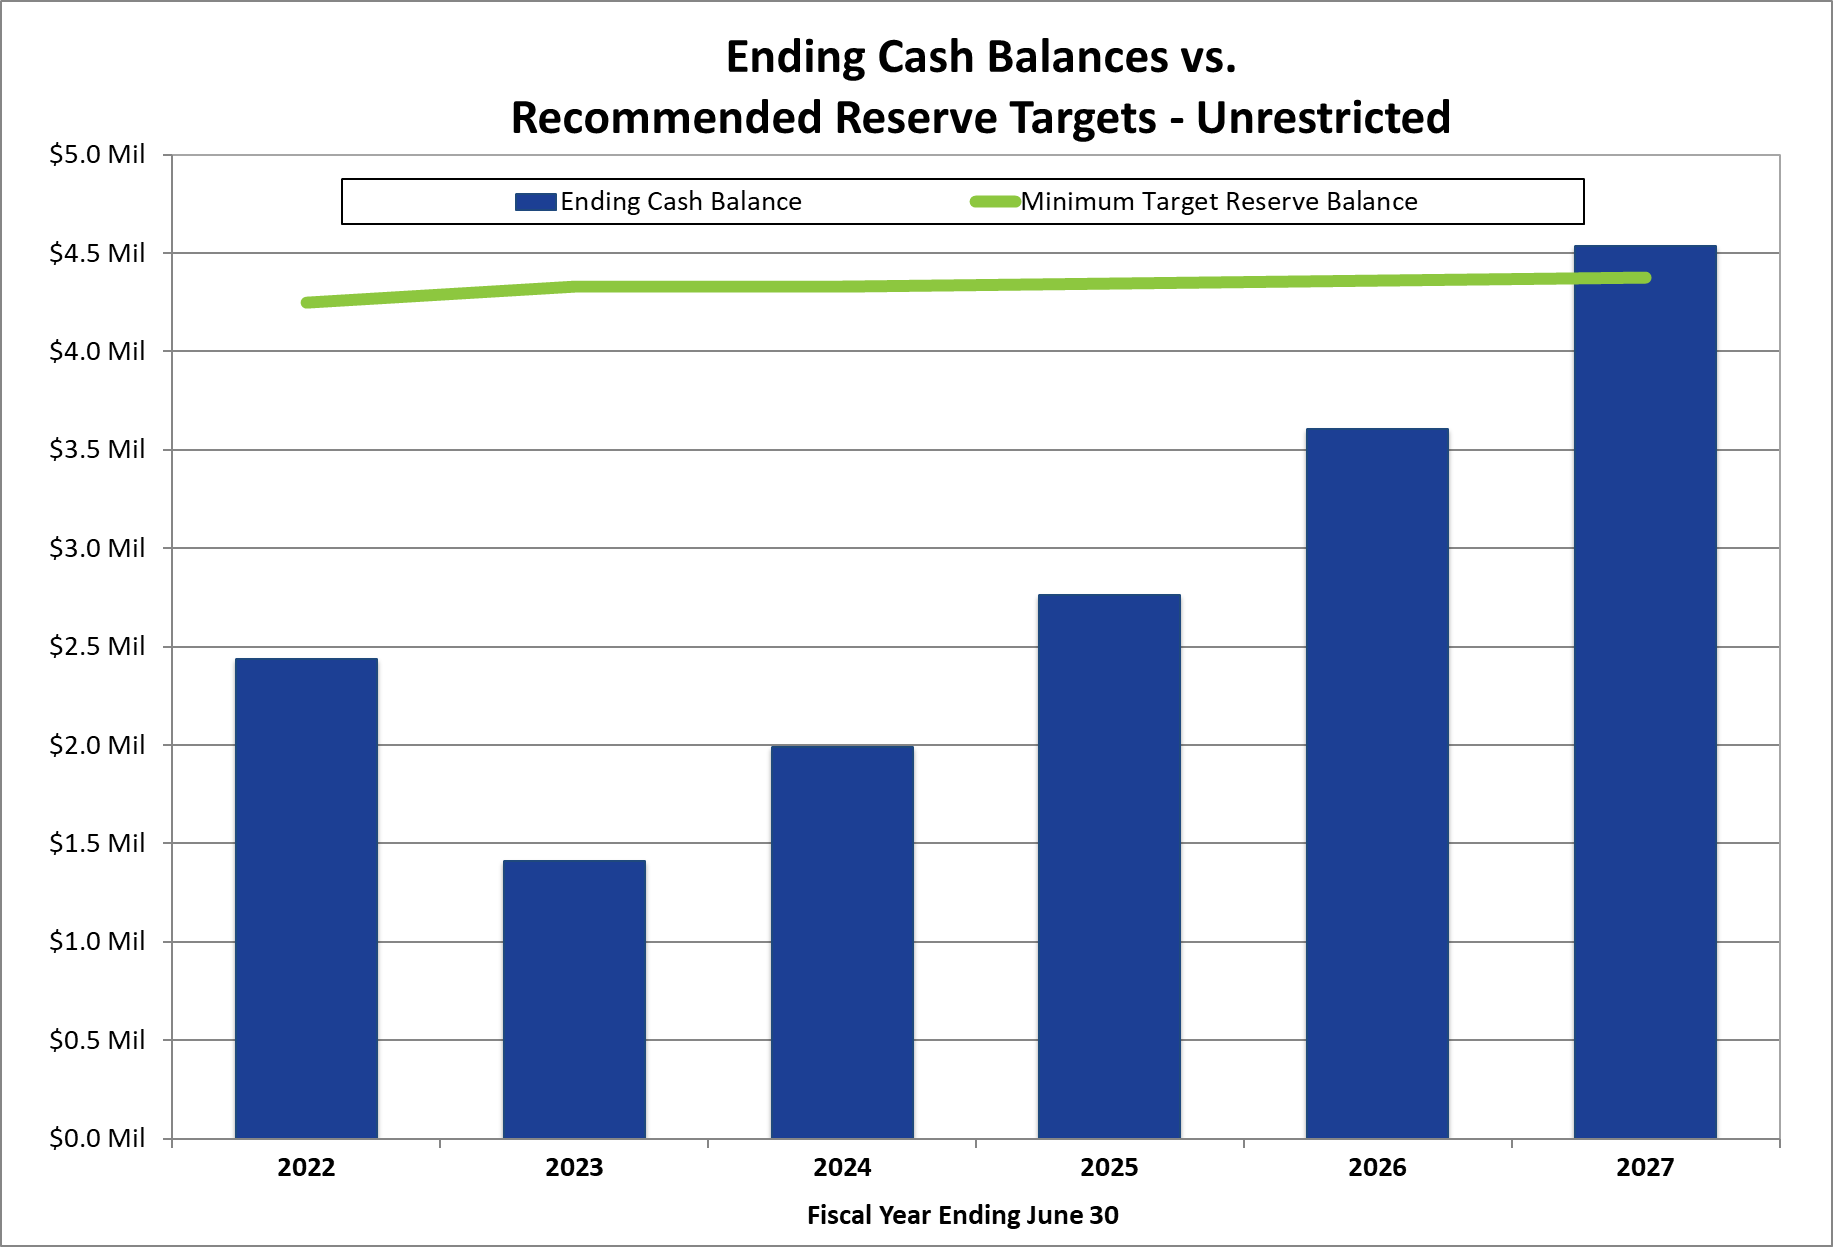 Ending Cash Balances vs.
Recommended Reserve Targets - Unrestricted
$5.0 Mil
Ending Cash Balance
Minimum Target Reserve Balance
$4.5 Mil
$4.0 Mil
$3.5 Mil
$3.0 Mil
$2.5 Mil
$2.0 Mil
$1.5 Mil
$1.0 Mil
$0.5 Mil
$0.0 Mil
2022 2023 2024 2025 2026 2027
Fiscal Year Ending June 30